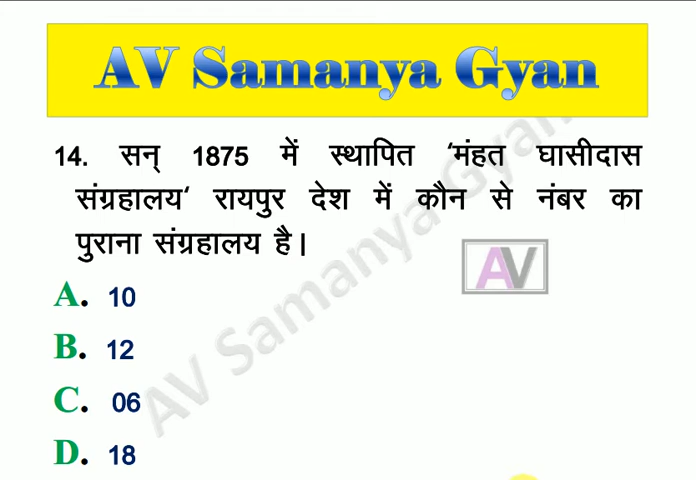 AV Samanya Gyan
14. सन् 1875 में स्थापित ‘मंहत घासीदास
संग्रहालय‘ रायपुर देश में कौन से नंबर का
पुराना संग्रहालय है।
AV
A. 10
B. 12
C. 06
D. 18
AV Samanya Gyan